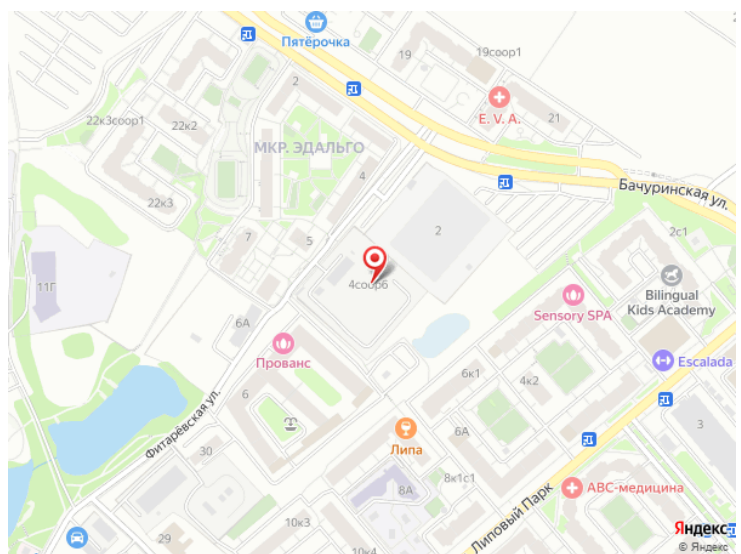 Пятёрочка
19соор1
19
2
22к3соор1
22к2
E. V. A.
21
МКР. ЭДАЛЬГО
4
Бачуринская ул.
22к3
2
2с1
7
5
11Г
4соор6
Bilingual
Kids Academy
Sensory SPA
6А
Прованс
Escalada
6к1
4к2
6
Фитарёвская ул.
6А
3
30
Липа
8к1с1
АВС-медицина
8А
Липовый Парк
10к3
29
10к4
Яндекс
© Яндекс